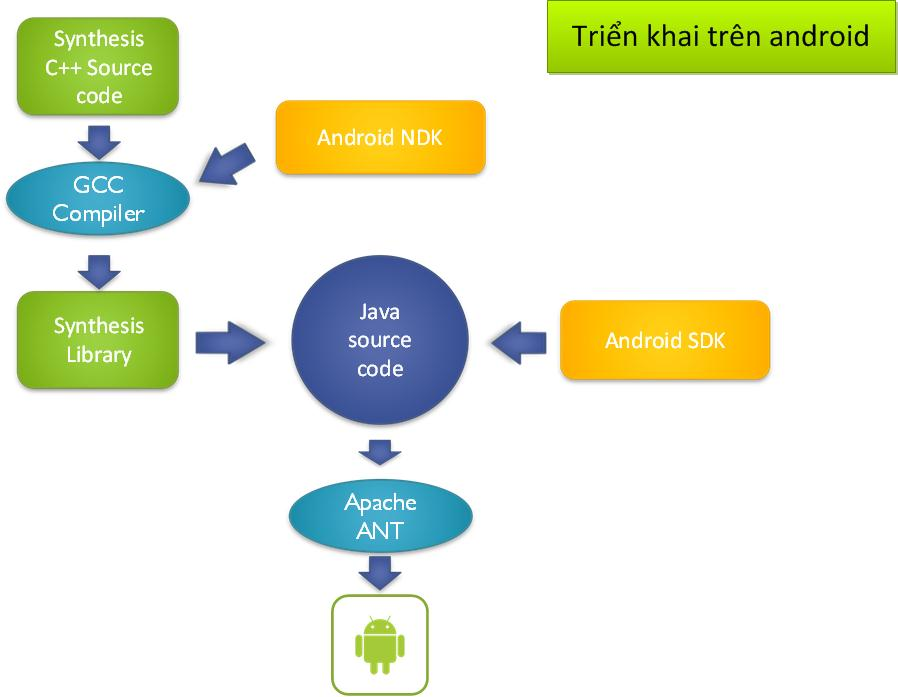 Triển khai trên android
Synthesis
C++ Source
code
Android NDK
GCC
Compiler
Synthesis
Library
Java
source
code
Android SDK
Apache
ANT